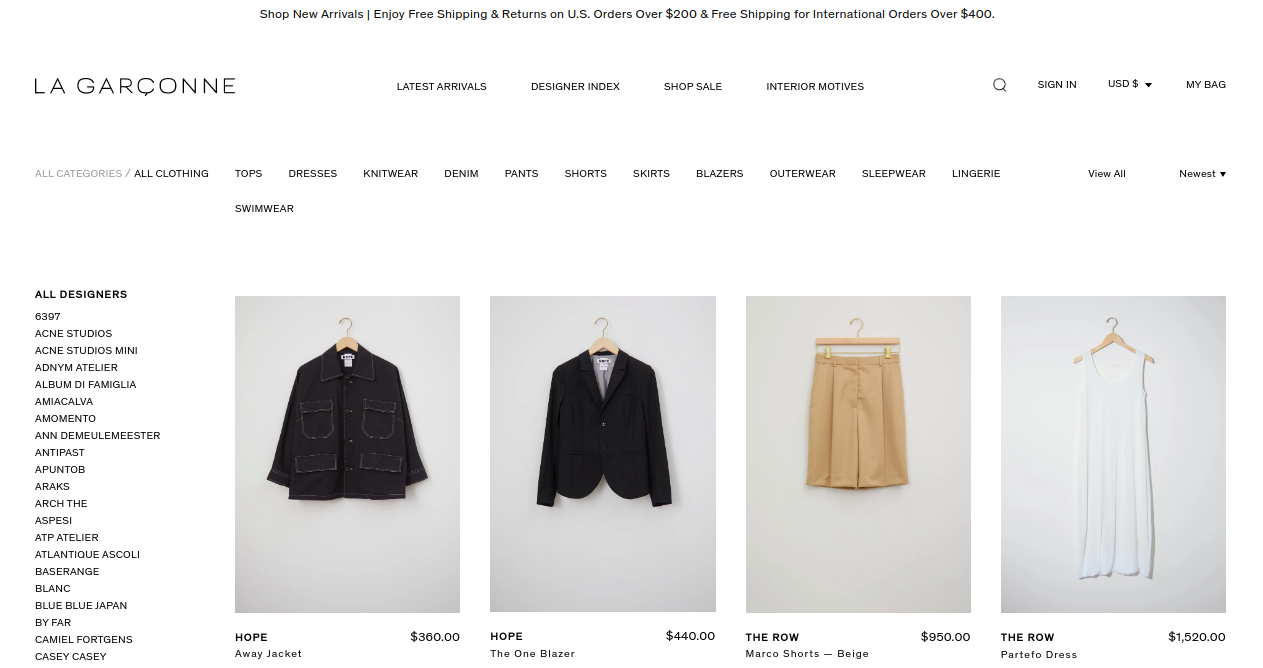 Shop New Arrivals | Enjoy Free Shipping & Returns on U.S. Orders Over $200 & Free Shipping for International Orders Over $400.
LA GARÇONNE
LATEST ARRIVALS
DESIGNER INDEX
SHOP SALE
INTERIOR MOTIVES
SIGN IN
USD $
MY BAG
ALL CATEGORIES / ALL CLOTHING
TOPS
DRESSES
KNITWEAR
DENIM
PANTS
SHORTS
SKIRTS
BLAZERS
OUTERWEAR
SLEEPWEAR
LINGERIE
SWIMWEAR
View All
Newest
ALL DESIGNERS
6397
ACNE STUDIOS
ACNE STUDIOS MINI
ADNYM ATELIER
ALBUM DI FAMIGLIA
AMIACALVA
AMOMENTO
ANN DEMEULEMEESTER
ANTIPAST
APUNTOB
ARAKS
ARCH THE
ASPESI
ATP ATELIER
ATLANTIQUE ASCOLI
BASERANGE
BLANC
BLUE BLUE JAPAN
BY FAR
CAMIEL FORTGENS
CASEY CASEY
HOPE
HOPE
HOPE $360.00
Away Jacket
HOPE $440.00
The One Blazer
THE ROW $950.00
Marco Shorts — Beige
THE ROW $1,520.00
Partefo Dress